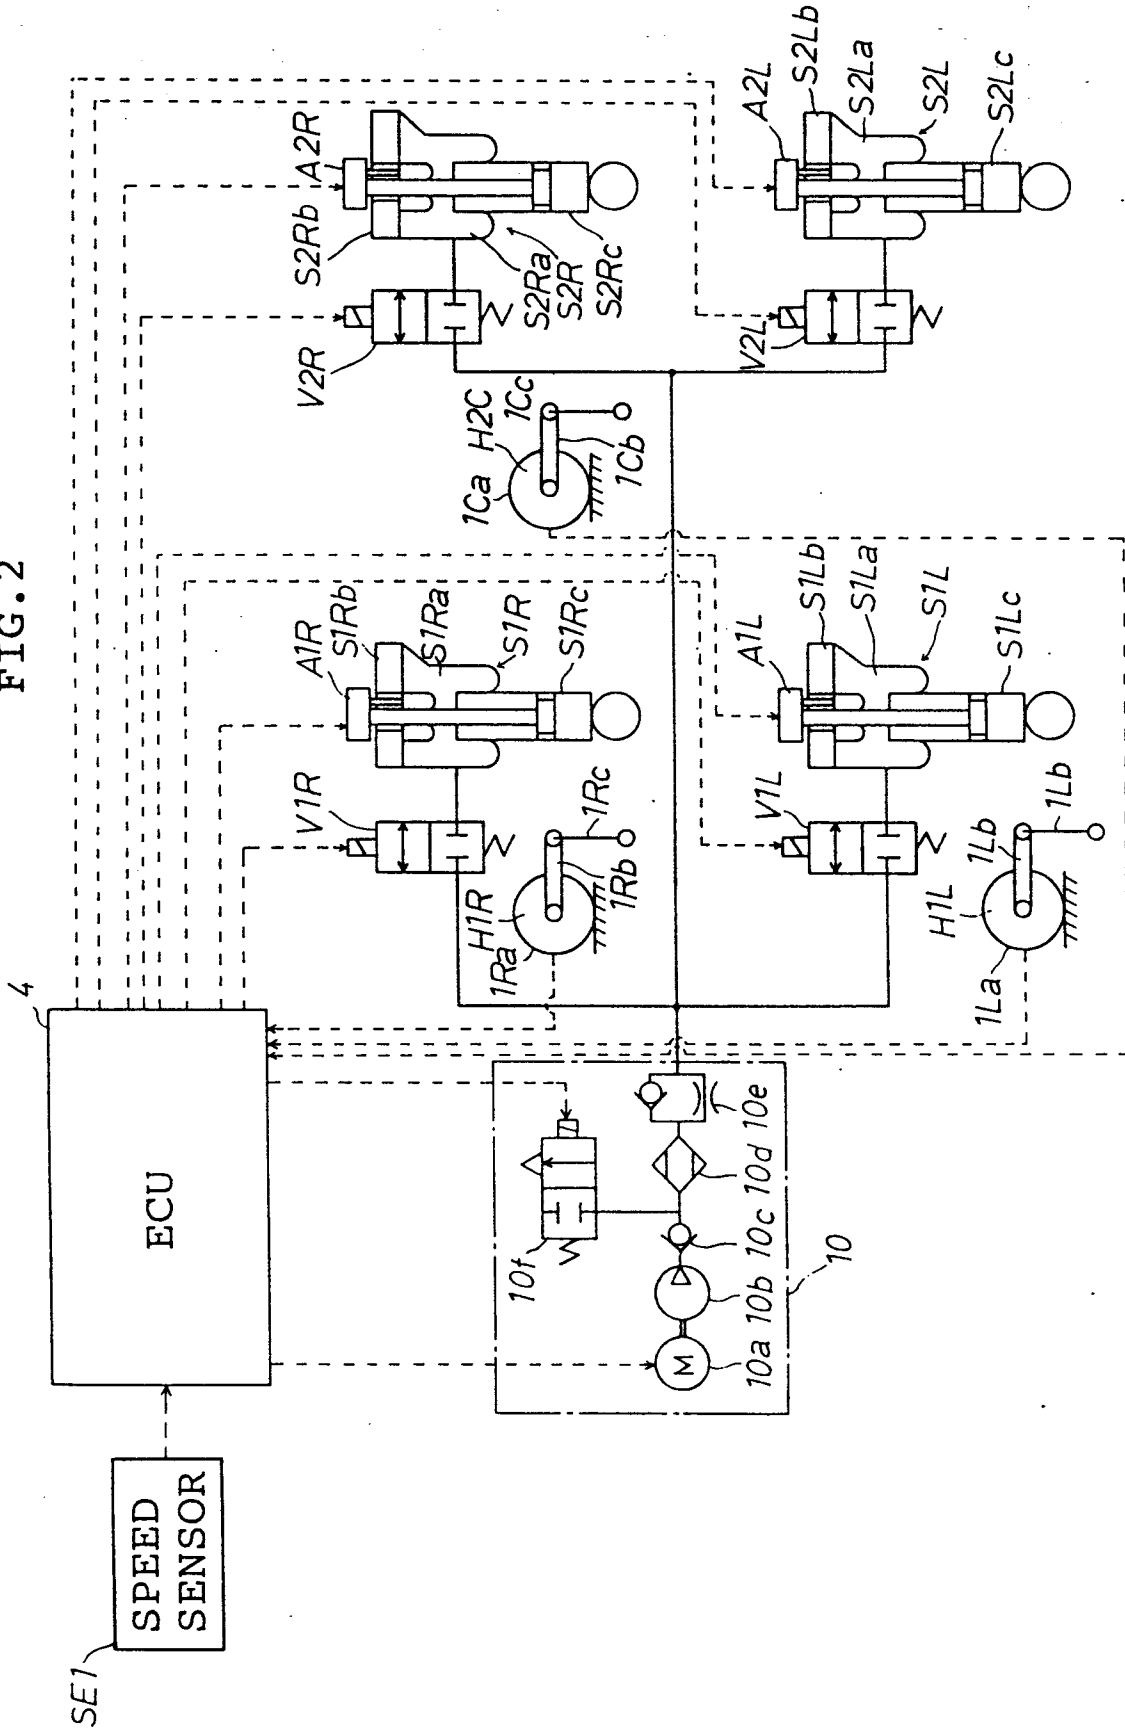 FIG.2
4
ECU
SPEED
SENSOR
SE1
S2Rb
A2R
V2R
S2Ra
S2R
S2Rc
A2L
S2Lb
S2La
S2L
S2Lc
V2L
1Ca
H2C
1Cc
1Cb
A1R
S1Rb
S1Ra
S1R
S1Rc
V1R
H1R
1Ra
1Rb
1Rc
A1L
S1Lb
S1La
S1L
S1Lc
V1L
H1L
1La
1Lb
1Lb
10f
M
10a
10b
10c
10d
10e
10